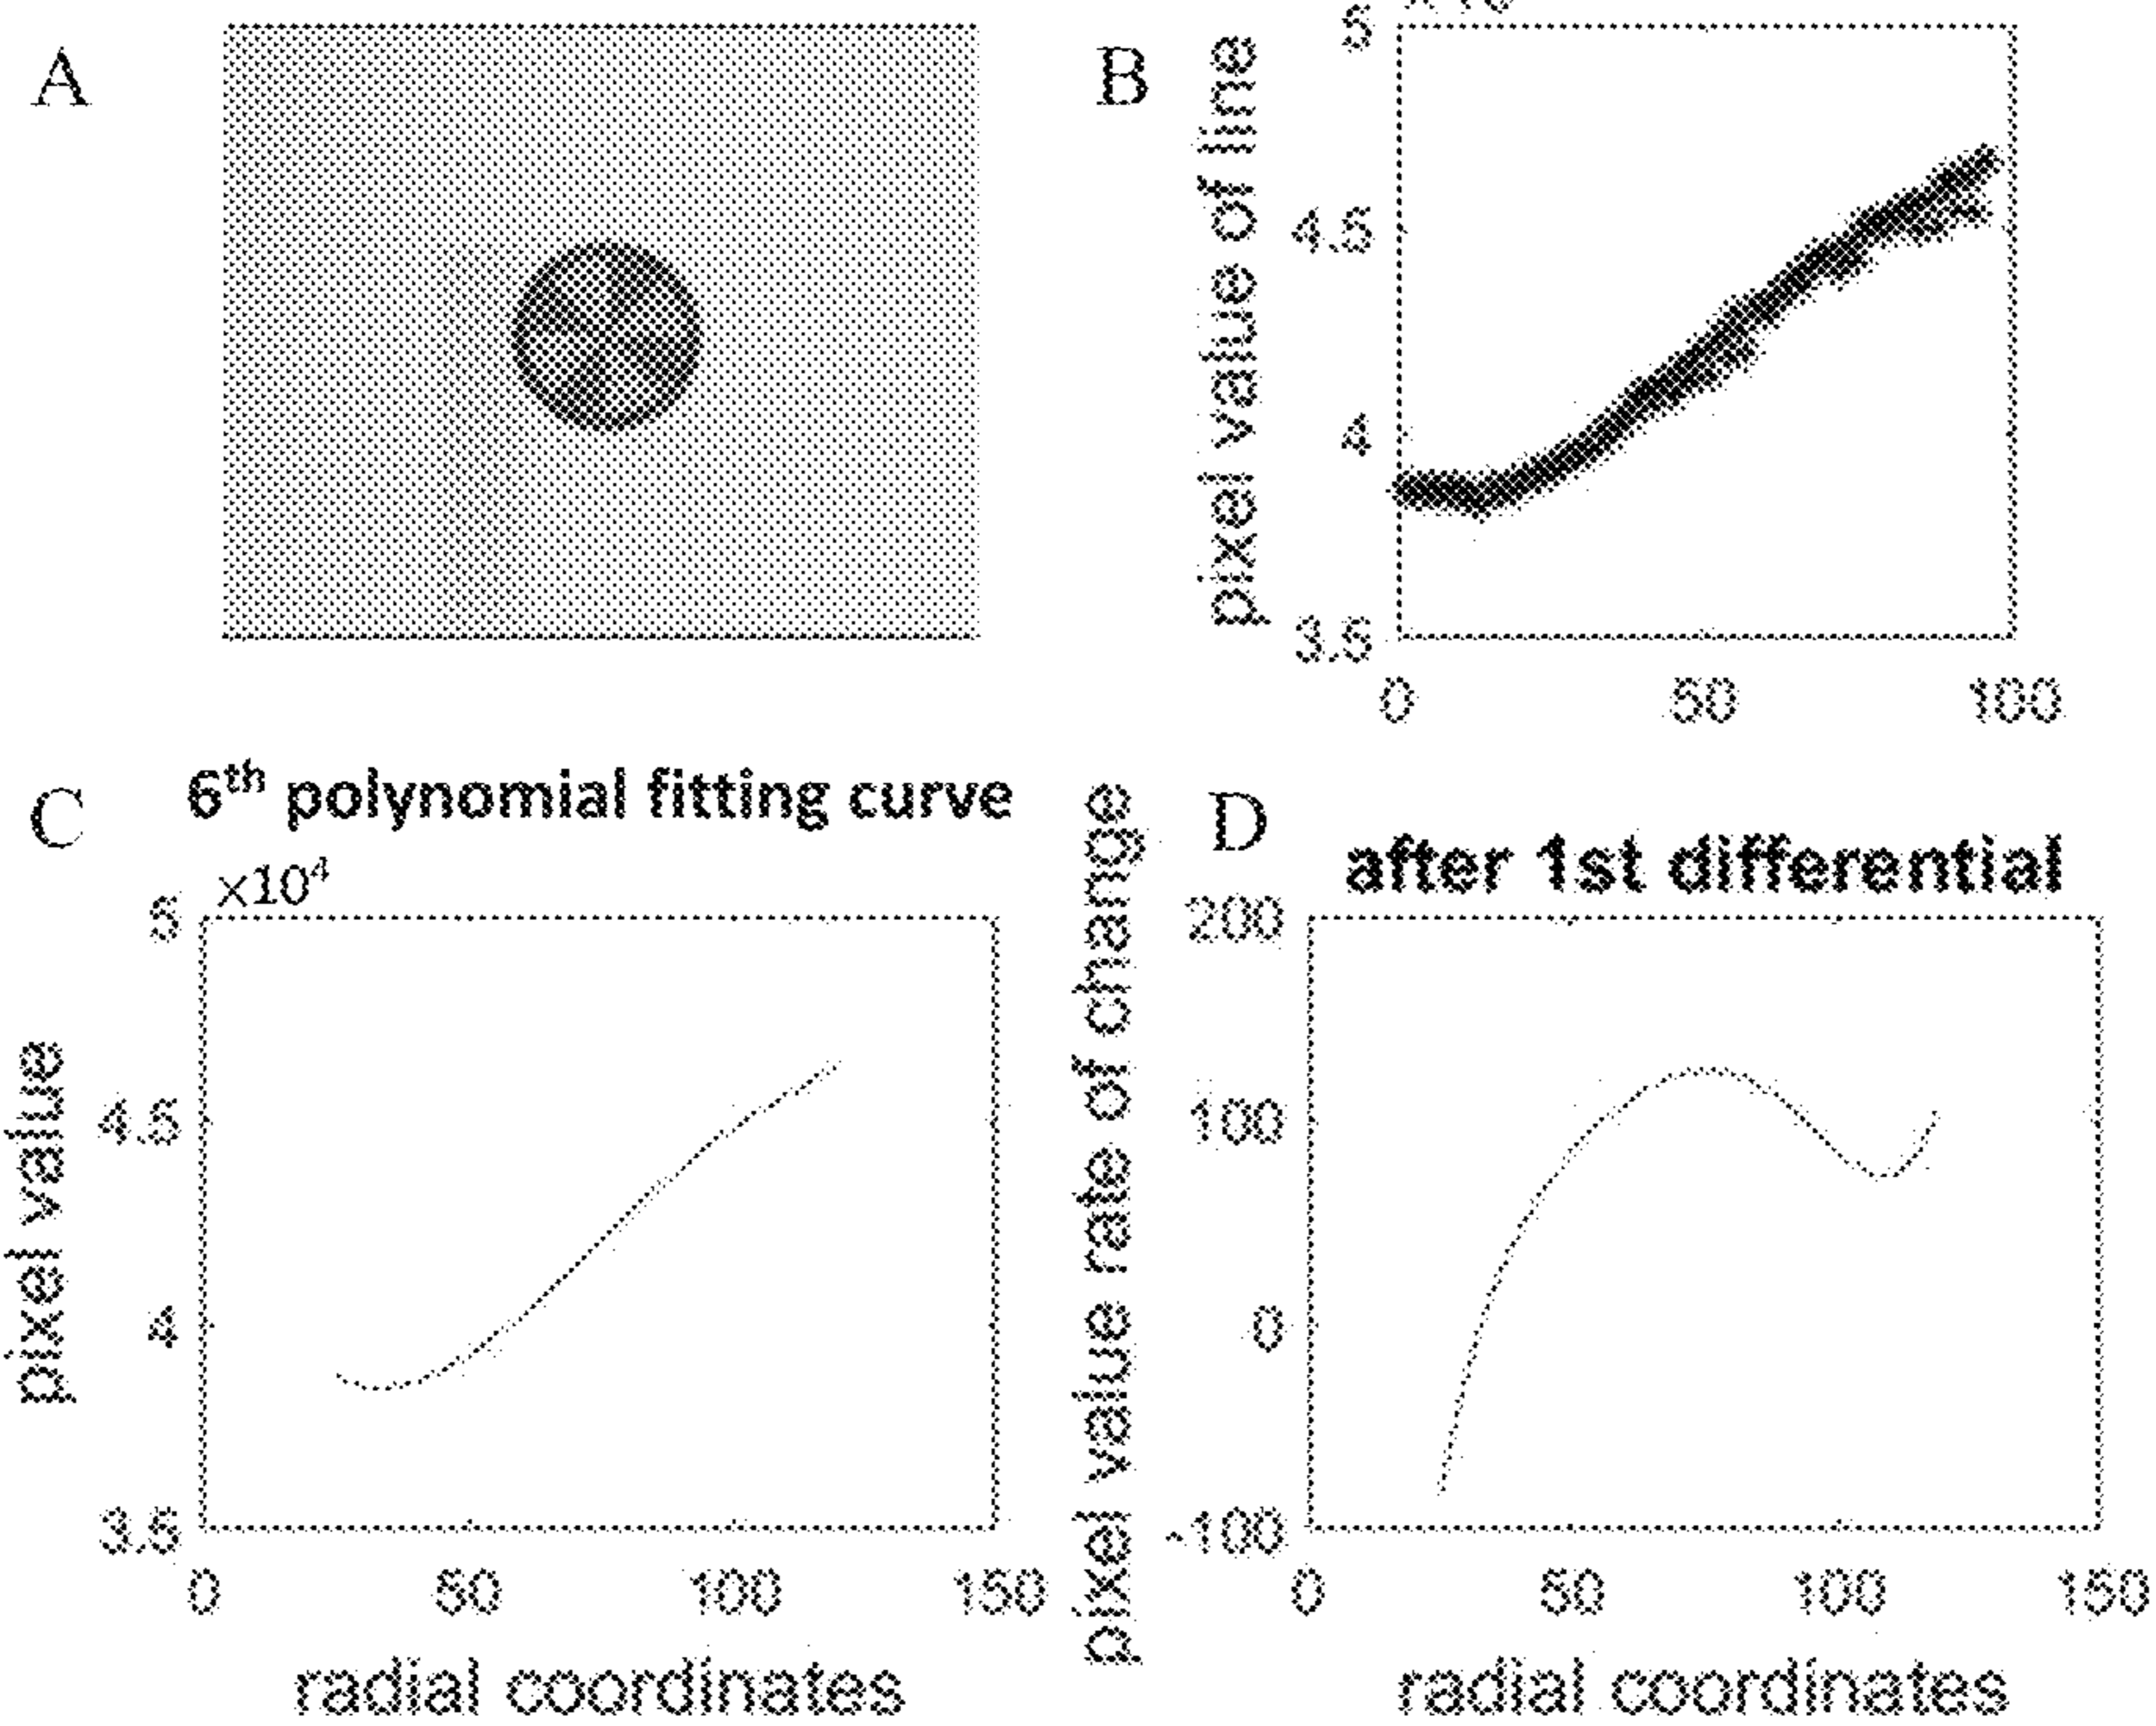 A
B
pixel value of line
5
4.5
4
3.5
0 50 100
C
6th polynomial fitting curve
×10⁴
pixel value
5
4.5
4
3.5
0 50 100 150
radial coordinates
D
after 1st differential
pixel value rate of change
200
100
0
-100
0 50 100 150
radial coordinates